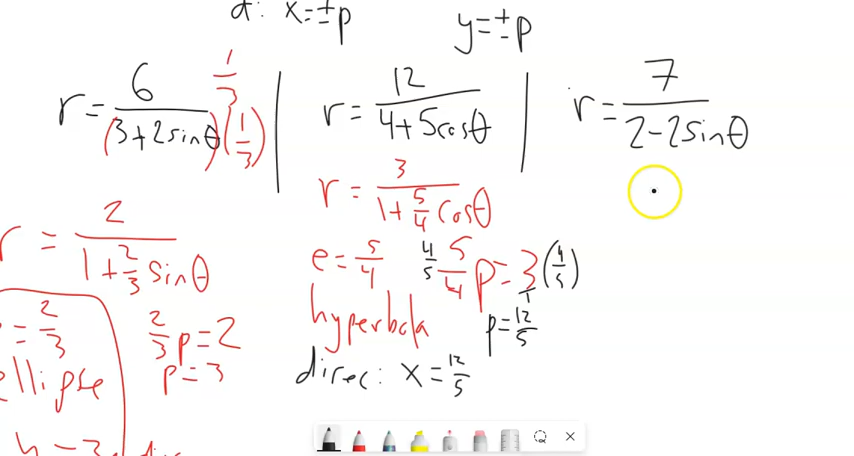 d: x=±p
y=±p
r = 6/(3+2sinθ) (1/3)/(1/3)
r = 12/(4+5cosθ)
r = 7/(2-2sinθ)
r = 2/(1+2/3 sinθ)
r = 3/(1+5/4 cosθ)
= 2/3
2/3 p=2
ellipse
p=3
e = 5/4
4/5 5/4 p = 3/1 (4/5)
hyperbola
p=12/5
direc: x=12/5